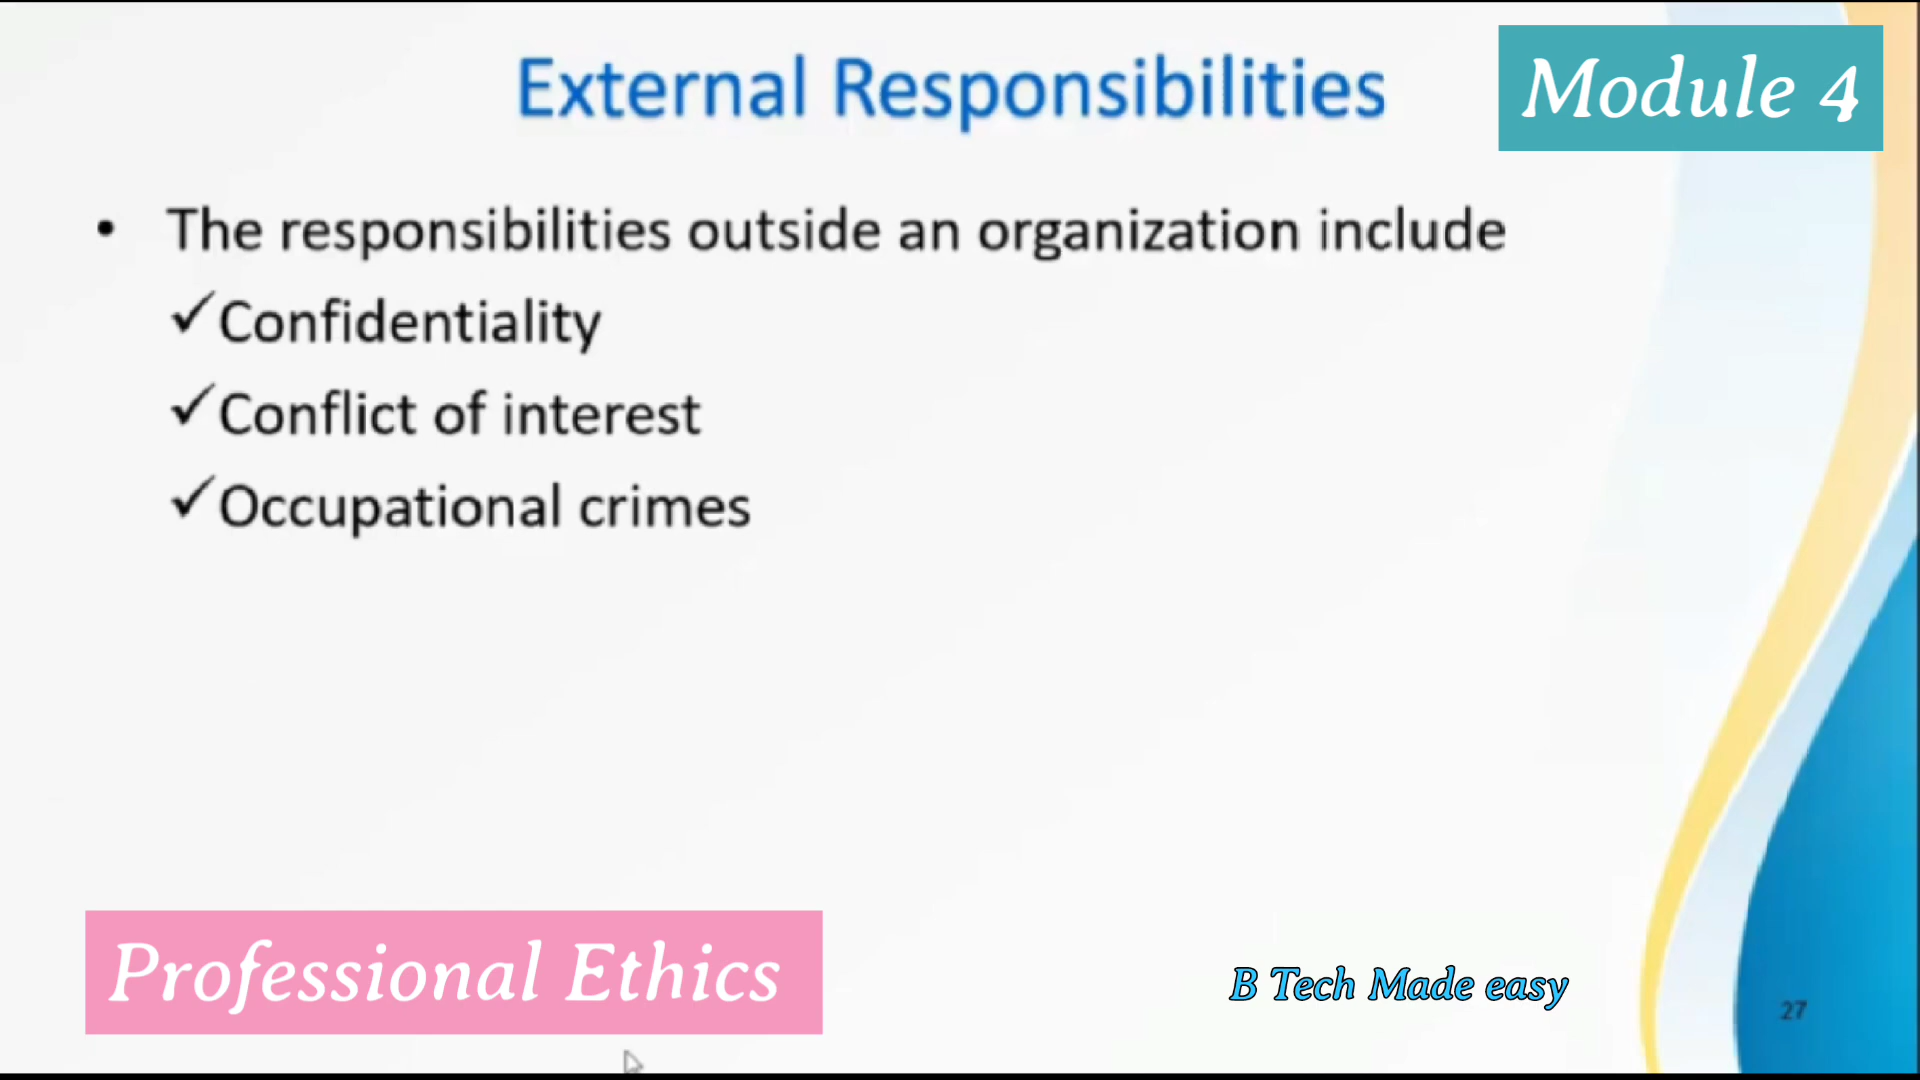 External Responsibilities
Module 4
• The responsibilities outside an organization include
✓Confidentiality
✓Conflict of interest
✓Occupational crimes
Professional Ethics
B Tech Made easy
27